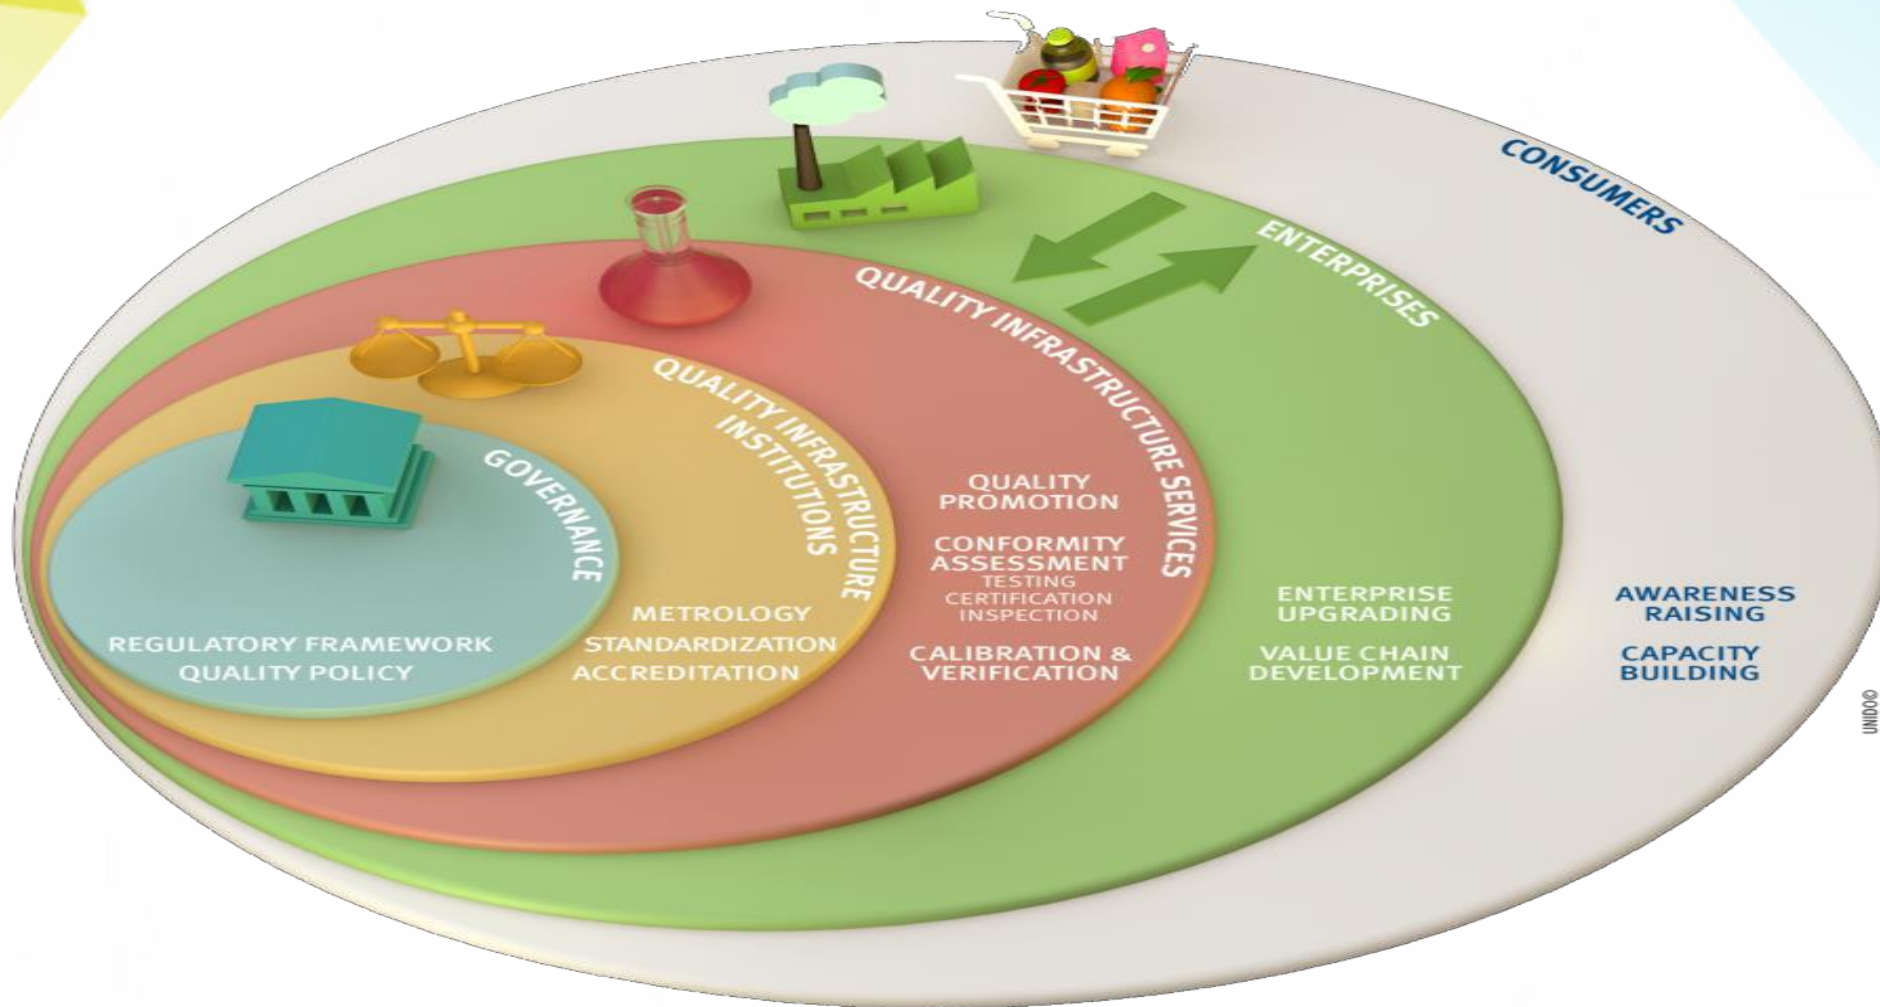 CONSUMERS
ENTERPRISES
QUALITY INFRASTRUCTURE SERVICES
QUALITY INFRASTRUCTURE
INSTITUTIONS
GOVERNANCE
REGULATORY FRAMEWORK
QUALITY POLICY
METROLOGY
STANDARDIZATION
ACCREDITATION
QUALITY
PROMOTION
CONFORMITY
ASSESSMENT
TESTING
CERTIFICATION
INSPECTION
CALIBRATION &
VERIFICATION
ENTERPRISE
UPGRADING
VALUE CHAIN
DEVELOPMENT
AWARENESS
RAISING
CAPACITY
BUILDING
UNIDO©